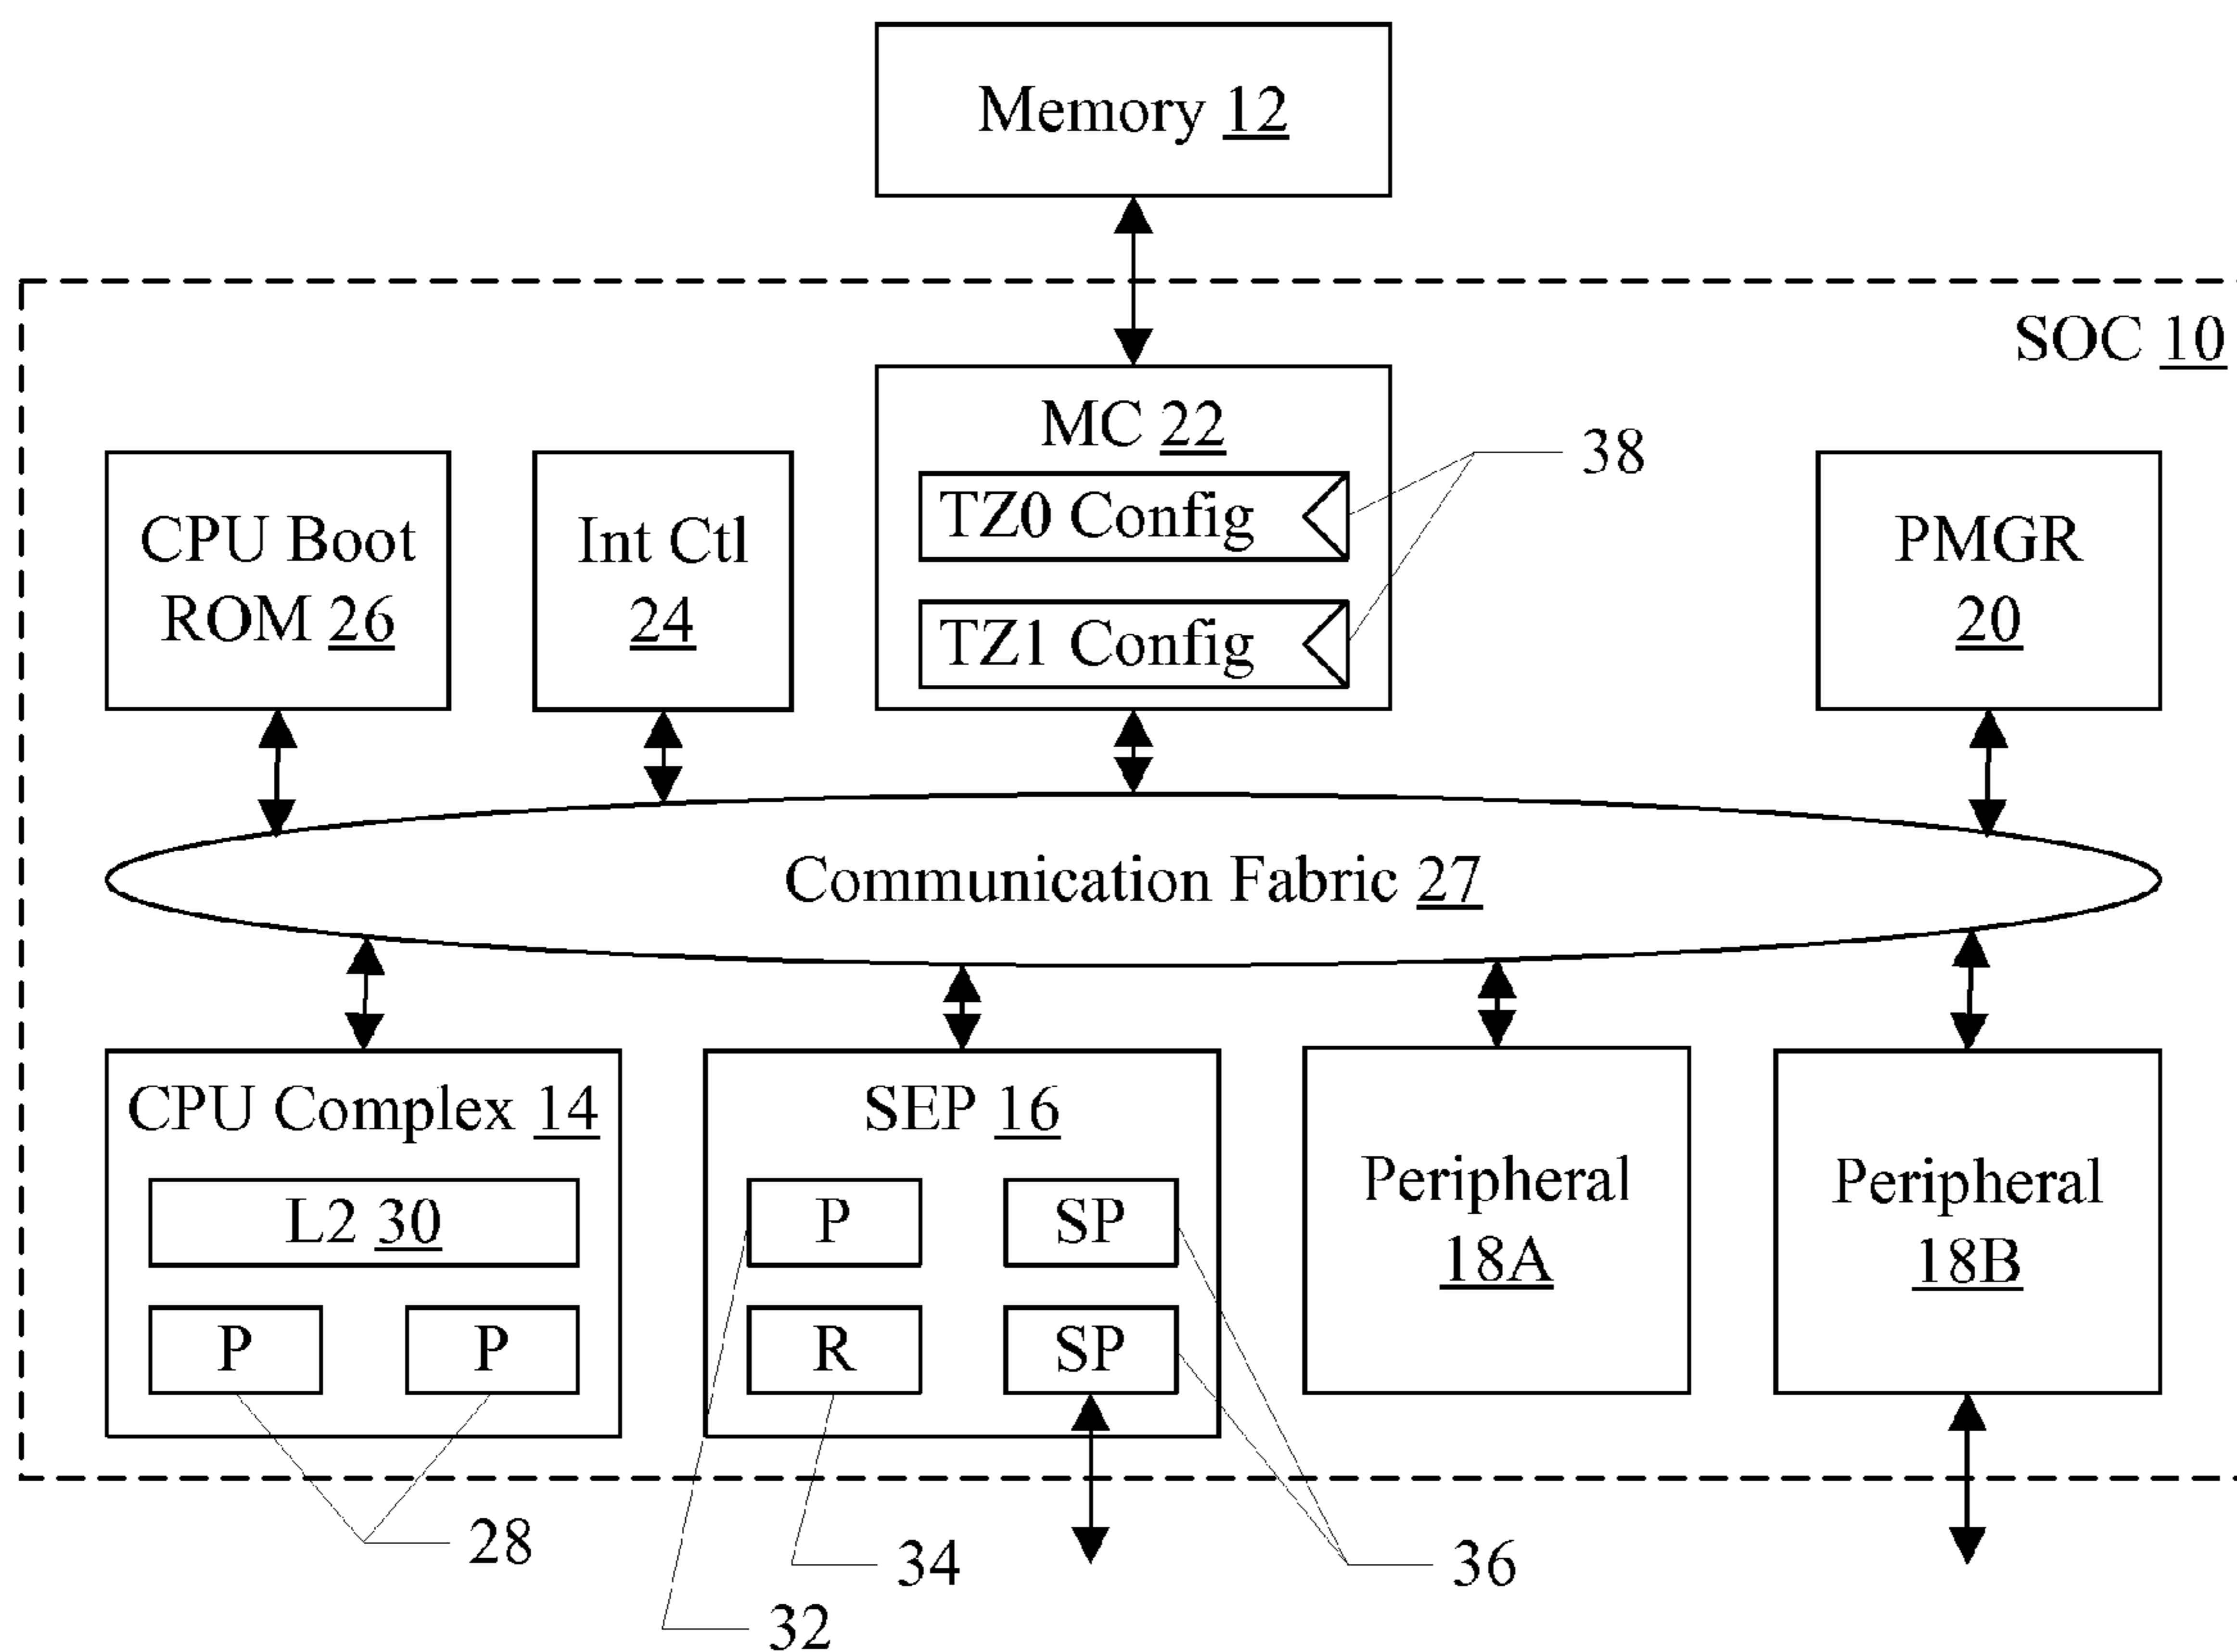 Memory 12
SOC 10
MC 22
38
TZ0 Config
TZ1 Config
CPU Boot
ROM 26
Int Ctl
24
PMGR
20
Communication Fabric 27
CPU Complex 14
L2 30
P
P
SEP 16
P
SP
R
SP
Peripheral
18A
Peripheral
18B
28
34
36
32